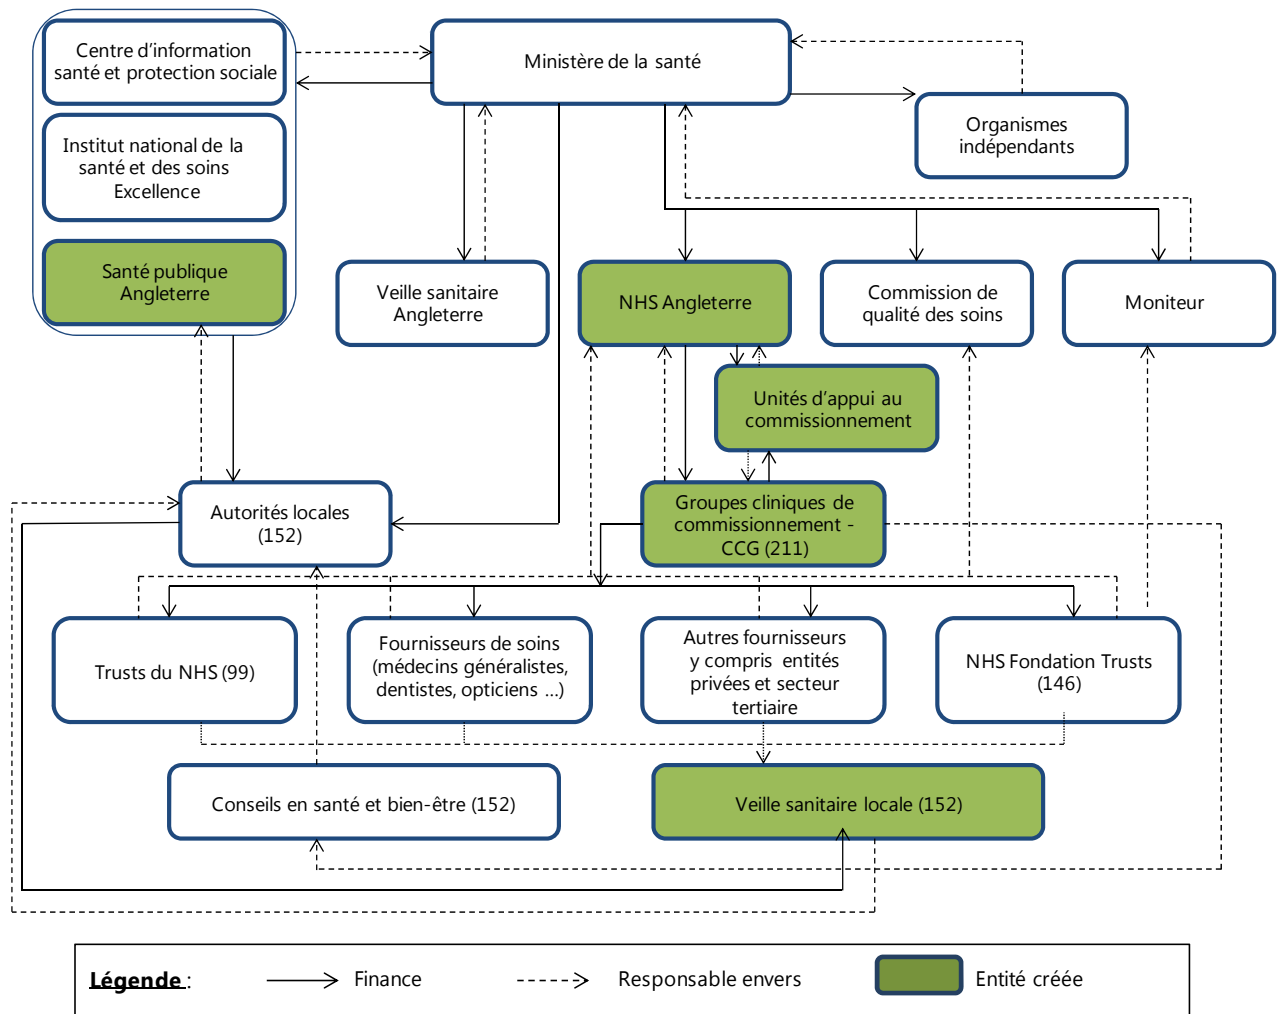 Centre d'information
santé et protection sociale
Ministère de la santé
Organismes
indépendants
Institut national de la
santé et des soins
Excellence
Santé publique
Angleterre
Veille sanitaire
Angleterre
NHS Angleterre
Commission de
qualité des soins
Moniteur
Unités d'appui au
commissionnement
Autorités locales
(152)
Groupes cliniques de
commissionnement -
CCG (211)
Trusts du NHS (99)
Fournisseurs de soins
(médecins généralistes,
dentistes, opticiens ...)
Autres fournisseurs
y compris entités
privées et secteur
tertiaire
NHS Fondation Trusts
(146)
Conseils en santé et bien-être (152)
Veille sanitaire locale (152)
Légende : Finance Responsable envers Entité créée